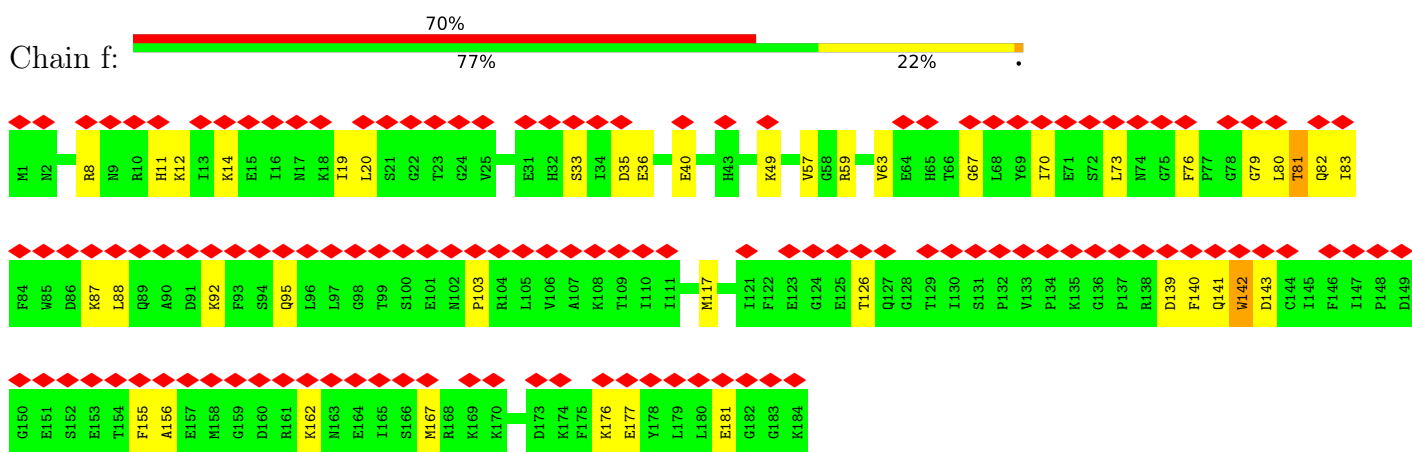 70%
Chain f:
77% 22% •
M1 N2 R8 N9 R10 H11 K12 I13 K14 E15 I16 N17 K18 I19 L20 S21 G22 T23 G24 V25 E31 H32 S33 I34 D35 E36 E40 H43 K49 V57 G58 R59 V63 E64 H65 T66 G67 L68 Y69 I70 E71 S72 L73 N74 G75 F76 P77 G78 G79 L80 T81 Q82 I83
F84 W85 D86 K87 L88 Q89 A90 D91 K92 F93 S94 Q95 L96 L97 G98 T99 S100 E101 N102 P103 R104 L105 V106 A107 K108 T109 I110 I111 M117 I121 F122 E123 G124 E125 T126 Q127 G128 T129 I130 S131 P132 V133 P134 K135 G136 P137 R138 D139 F140 Q141 W142 D143 C144 I145 F146 I147 P148 D149
G150 E151 S152 E153 T154 F155 A156 E157 M158 G159 D160 R161 K162 N163 E164 I165 S166 M167 R168 K169 K170 D173 K174 F175 K176 E177 Y178 L179 L180 E181 G182 G183 K184